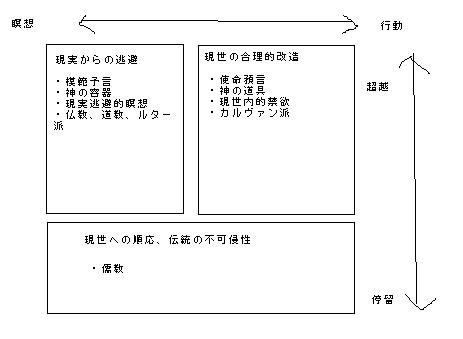 瞑想
行動
現実からの逃避
・模範予言
・神の容器
・現実逃避的瞑想
・仏教、道教、ルター
派
現世の合理的改造
・使命預言
・神の道具
・現世内的禁欲
・カルヴァン派
超越
現世への順応、伝統の不可侵性
・儒教
停留